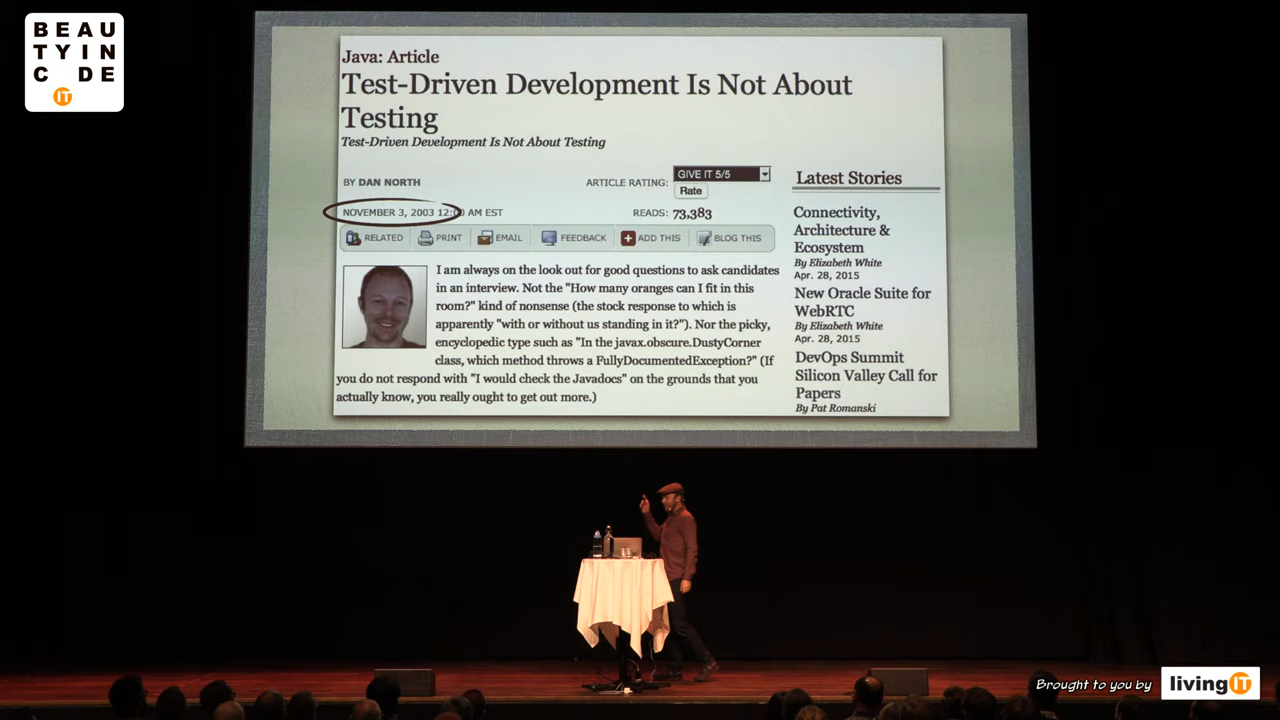 BEAU
TYIN
C DE
IT
Java: Article
Test-Driven Development Is Not About
Testing
Test-Driven Development Is Not About Testing
BY DAN NORTH
ARTICLE RATING:
GIVE IT 5/5
Rate
NOVEMBER 3, 2003 12:00 AM EST
READS: 73,383
RELATED
PRINT
EMAIL
FEEDBACK
ADD THIS
BLOG THIS
I am always on the look out for good questions to ask candidates
in an interview. Not the "How many oranges can I fit in this
room?" kind of nonsense (the stock response to which is
apparently "with or without us standing in it?"). Nor the picky,
encyclopedic type such as "In the javax.obscure.DustyCorner
class, which method throws a FullyDocumentedException?" (If
you do not respond with "I would check the Javadocs" on the grounds that you
actually know, you really ought to get out more.)
Latest Stories
Connectivity,
Architecture &
Ecosystem
By Elizabeth White
Apr. 28, 2015
New Oracle Suite for
WebRTC
By Elizabeth White
Apr. 28, 2015
DevOps Summit
Silicon Valley Call for
Papers
By Pat Romanski
Brought to you by
living IT